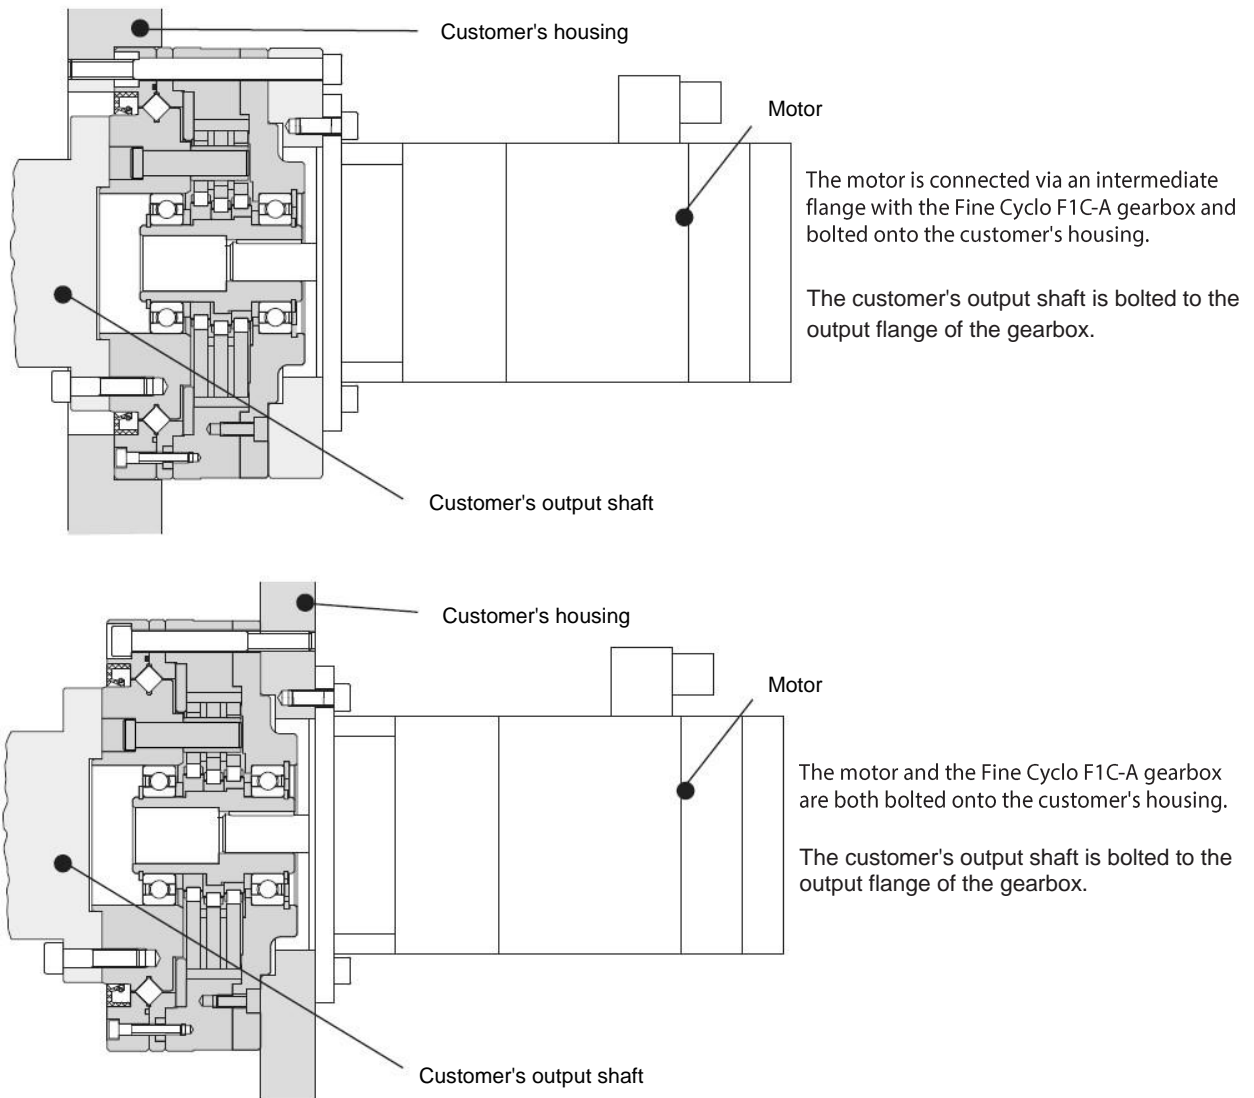 Customer's housing
Motor
The motor is connected via an intermediate
flange with the Fine Cyclo F1C-A gearbox and
bolted onto the customer's housing.
The customer's output shaft is bolted to the
output flange of the gearbox.
Customer's output shaft
Customer's housing
Motor
The motor and the Fine Cyclo F1C-A gearbox
are both bolted onto the customer's housing.
The customer's output shaft is bolted to the
output flange of the gearbox.
Customer's output shaft